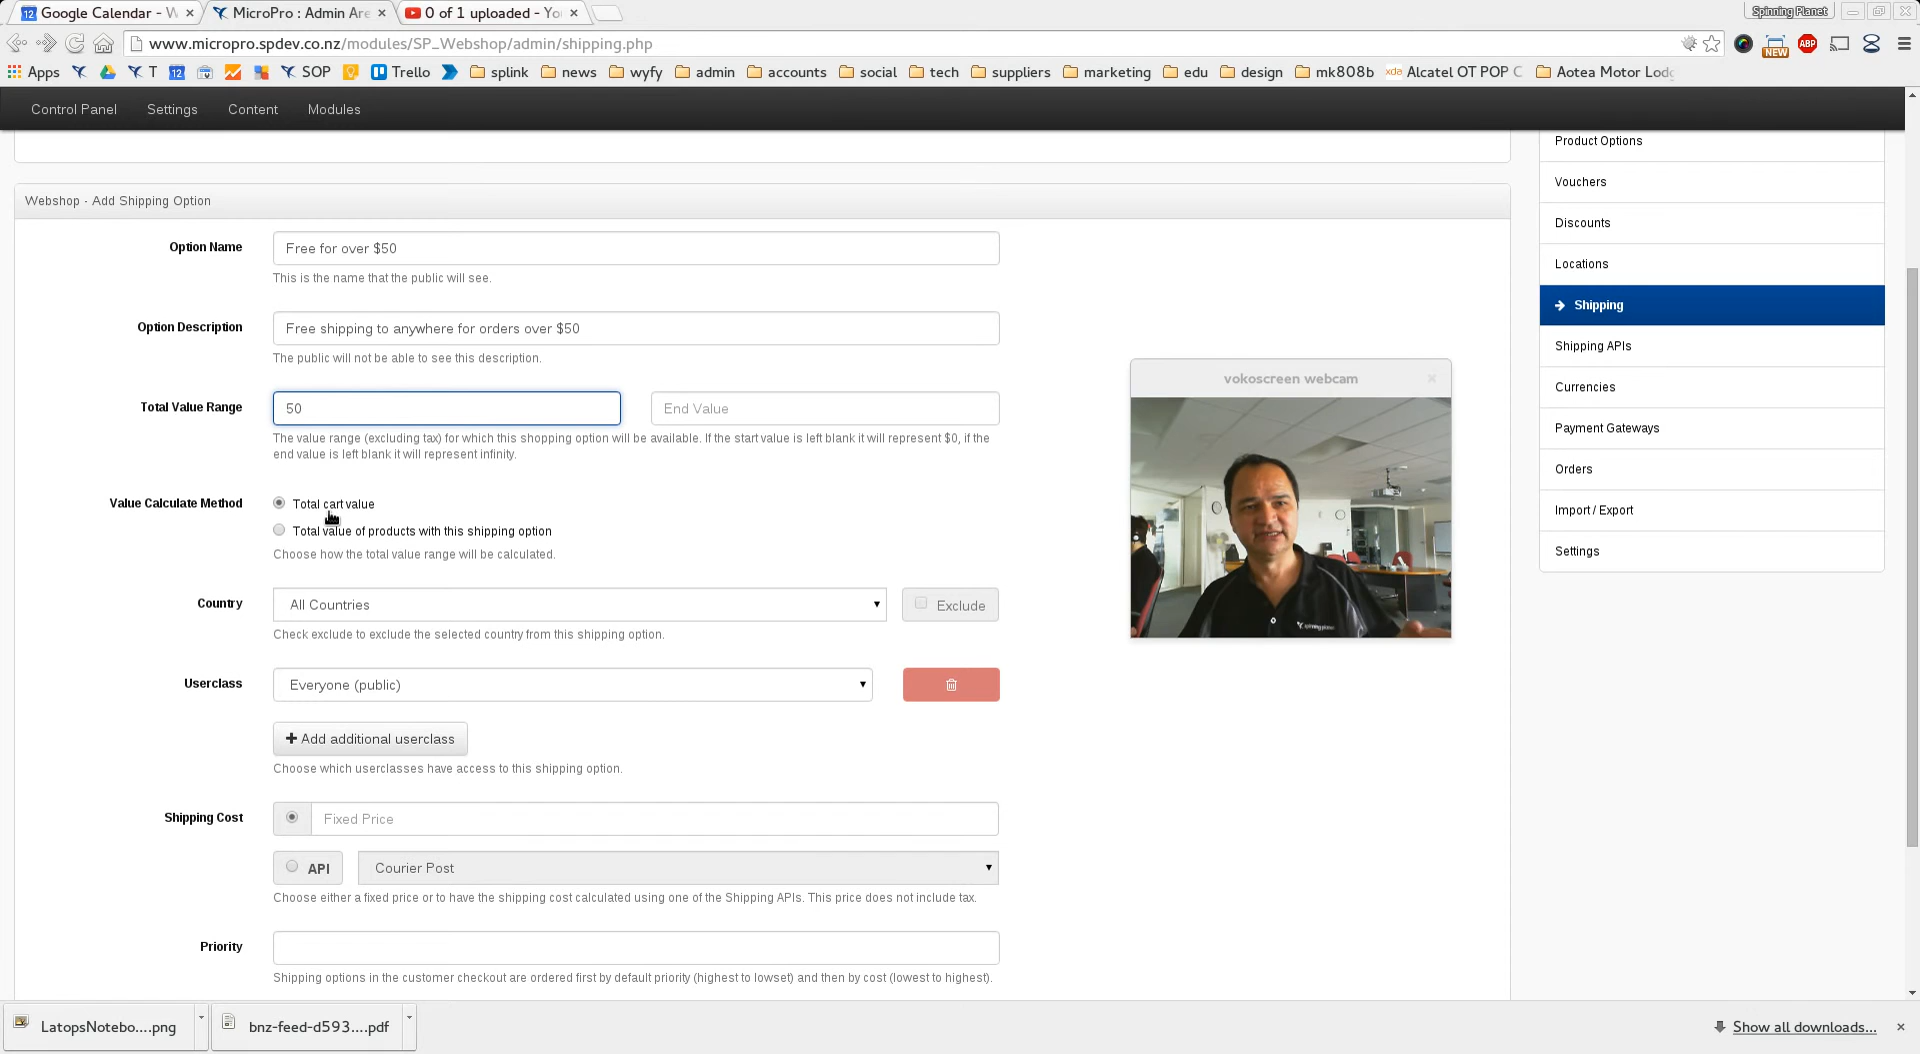 Google Calendar - W
MicroPro : Admin Are
0 of 1 uploaded - Yo
Spinning Planet
www.micropro.spdev.co.nz/modules/SP_Webshop/admin/shipping.php
ABP
NEW
Apps
T
12
SOP
Trello
splink
news
wyfy
admin
accounts
social
tech
suppliers
marketing
edu
design
mk808b
xda Alcatel OT POP C
Aotea Motor Lodg
Control Panel
Settings
Content
Modules
Webshop - Add Shipping Option
Option Name
Free for over $50
This is the name that the public will see.
Option Description
Free shipping to anywhere for orders over $50
The public will not be able to see this description.
Total Value Range
50
End Value
The value range (excluding tax) for which this shopping option will be available. If the start value is left blank it will represent $0, if the
end value is left blank it will represent infinity.
Value Calculate Method
Total cart value
Total value of products with this shipping option
Choose how the total value range will be calculated.
Country
All Countries
Exclude
Check exclude to exclude the selected country from this shipping option.
Userclass
Everyone (public)
Add additional userclass
Choose which userclasses have access to this shipping option.
Shipping Cost
Fixed Price
API
Courier Post
Choose either a fixed price or to have the shipping cost calculated using one of the Shipping APIs. This price does not include tax.
Priority
Shipping options in the customer checkout are ordered first by default priority (highest to lowset) and then by cost (lowest to highest).
vokoscreen webcam
spinning planet
Product Options
Vouchers
Discounts
Locations
Shipping
Shipping APIs
Currencies
Payment Gateways
Orders
Import / Export
Settings
LatopsNotebo....png
bnz-feed-d593....pdf
Show all downloads...